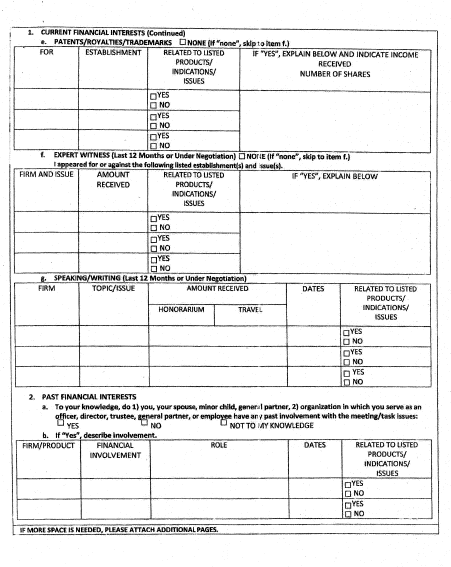 1. CURRENT FINANCIAL INTERESTS (Continued)
e. PATENTS/ROYALTIES/TRADEMARKS ☐ NONE (if "none", skip to item f.)
FOR ESTABLISHMENT RELATED TO LISTED PRODUCTS/ INDICATIONS/ ISSUES IF "YES", EXPLAIN BELOW AND INDICATE INCOME RECEIVED NUMBER OF SHARES
☐ YES
☐ NO
☐ YES
☐ NO
☐ YES
☐ NO
f. EXPERT WITNESS (Last 12 Months or Under Negotiation) ☐ NONE (If "none", skip to item f.)
I appeared for or against the following listed establishment(s) and issue(s).
FIRM AND ISSUE AMOUNT RECEIVED RELATED TO LISTED PRODUCTS/ INDICATIONS/ ISSUES IF "YES", EXPLAIN BELOW
☐ YES
☐ NO
☐ YES
☐ NO
☐ YES
☐ NO
g. SPEAKING/WRITING (Last 12 Months or Under Negotiation)
FIRM TOPIC/ISSUE AMOUNT RECEIVED DATES RELATED TO LISTED PRODUCTS/ INDICATIONS/ ISSUES
HONORARIUM TRAVEL
☐ YES
☐ NO
☐ YES
☐ NO
☐ YES
☐ NO
2. PAST FINANCIAL INTERESTS
a. To your knowledge, do 1) you, your spouse, minor child, general partner, 2) organization in which you serve as an
officer, director, trustee, general partner, or employee have any past involvement with the meeting/task issues:
☐ YES ☐ NO ☐ NOT TO MY KNOWLEDGE
b. If "Yes", describe involvement.
FIRM/PRODUCT FINANCIAL INVOLVEMENT ROLE DATES RELATED TO LISTED PRODUCTS/ INDICATIONS/ ISSUES
☐ YES
☐ NO
☐ YES
☐ NO
IF MORE SPACE IS NEEDED, PLEASE ATTACH ADDITIONAL PAGES.